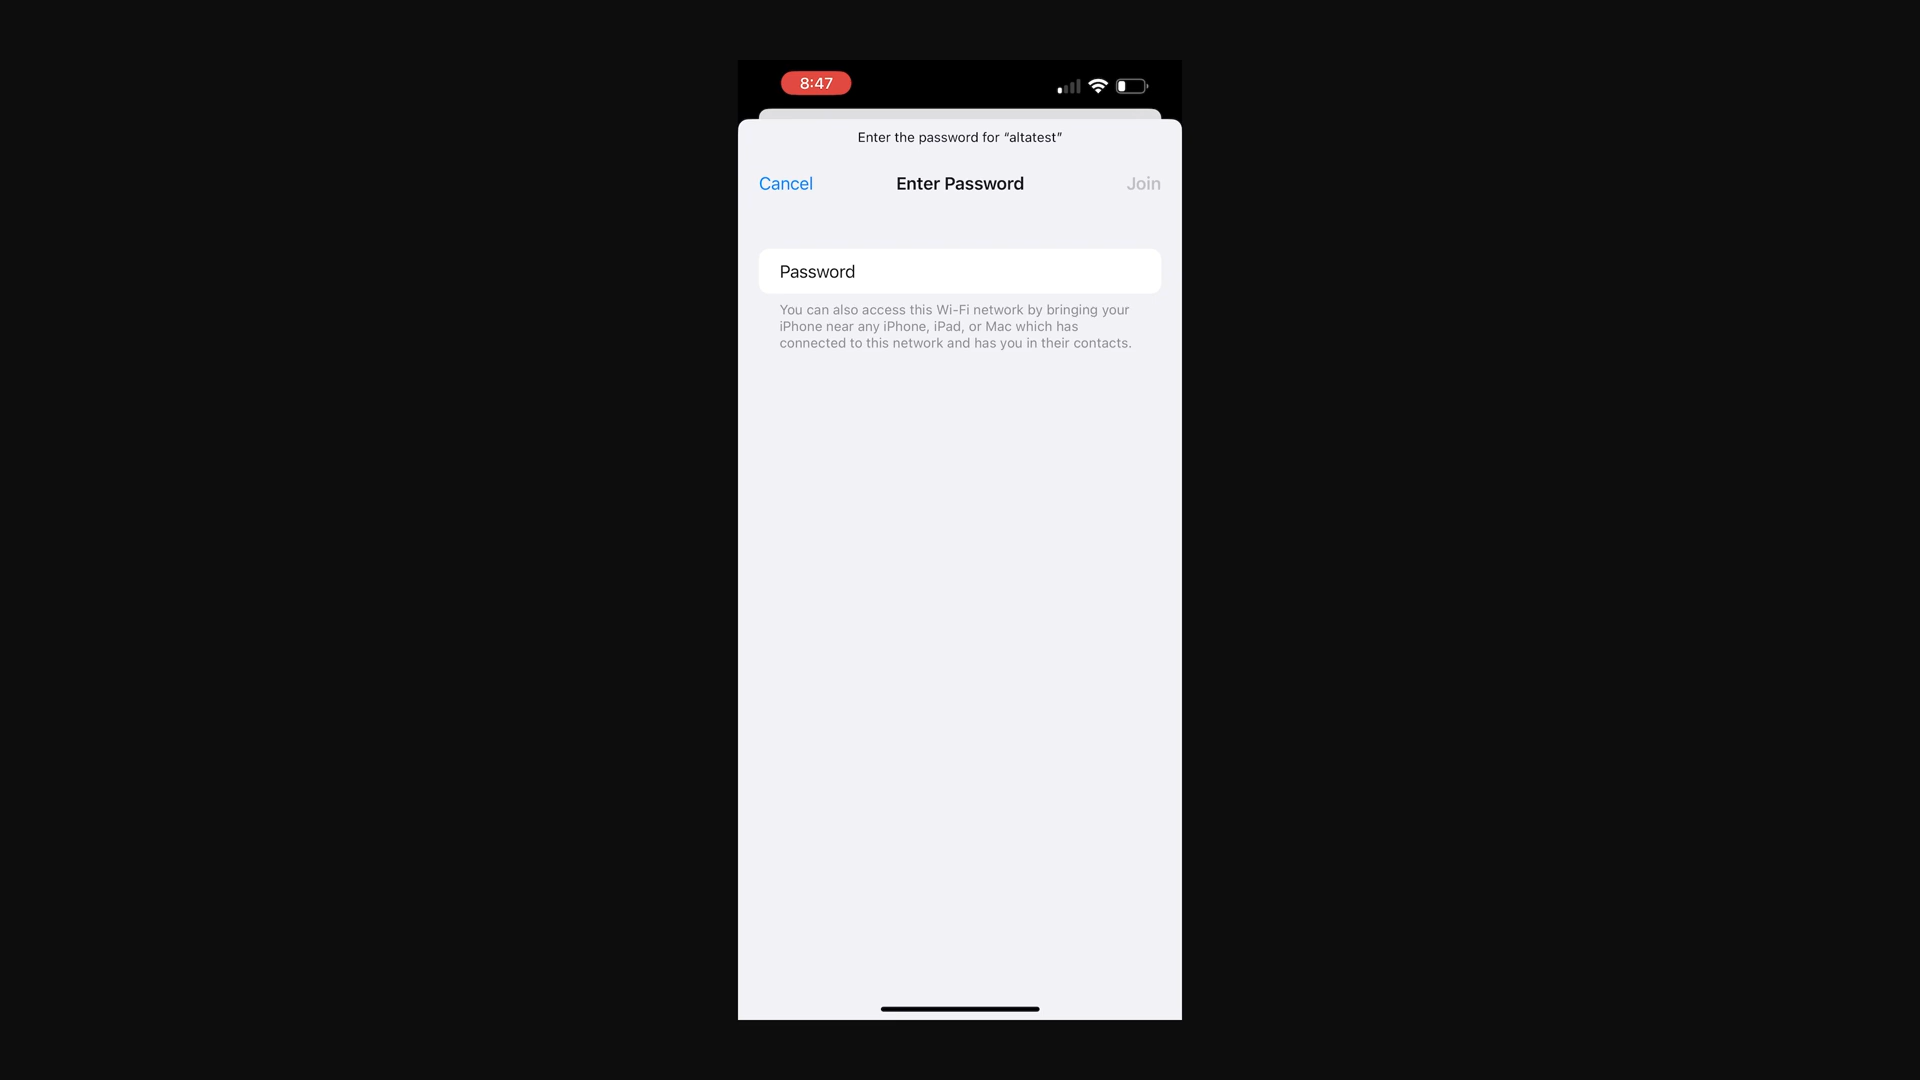 8:47
Enter the password for “altatest”
Cancel
Enter Password
Join
Password
You can also access this Wi-Fi network by bringing your
iPhone near any iPhone, iPad, or Mac which has
connected to this network and has you in their contacts.